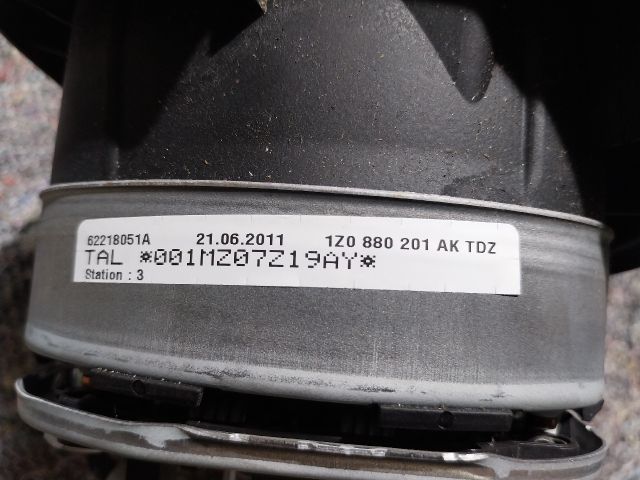 62218051A 21.06.2011 1Z0 880 201 AK TDZ
TAL *001MZ07Z19AY*
Station : 3